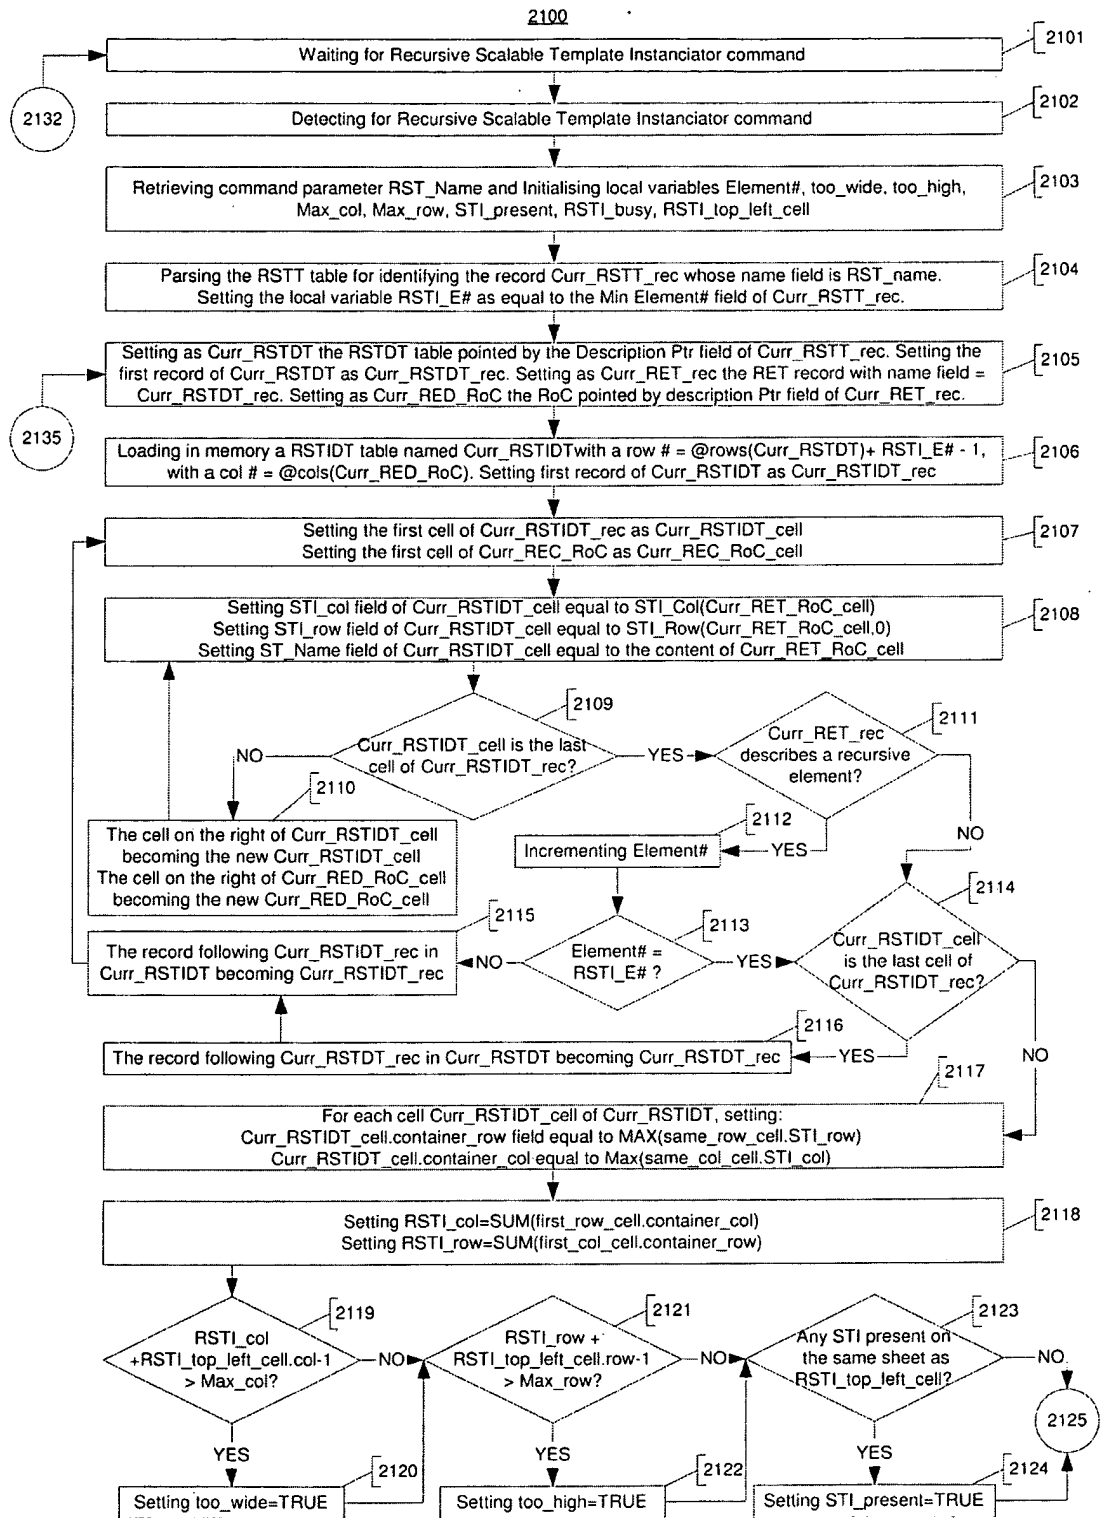 2100
2101
Waiting for Recursive Scalable Template Instanciator command
2132
2102
Detecting for Recursive Scalable Template Instanciator command
2103
Retrieving command parameter RST_Name and Initialising local variables Element#, too_wide, too_high,
Max_col, Max_row, STI_present, RSTI_busy, RSTI_top_left_cell
2104
Parsing the RSTT table for identifying the record Curr_RSTT_rec whose name field is RST_name.
Setting the local variable RSTI_E# as equal to the Min Element# field of Curr_RSTT_rec.
2105
Setting as Curr_RSTDT the RSTDT table pointed by the Description Ptr field of Curr_RSTT_rec. Setting the
first record of Curr_RSTDT as Curr_RSTDT_rec. Setting as Curr_RET_rec the RET record with name field =
Curr_RSTDT_rec. Setting as Curr_RED_RoC the RoC pointed by description Ptr field of Curr_RET_rec.
2135
2106
Loading in memory a RSTIDT table named Curr_RSTIDTwith a row # = @rows(Curr_RSTDT)+ RSTI_E# - 1,
with a col # = @cols(Curr_RED_RoC). Setting first record of Curr_RSTIDT as Curr_RSTIDT_rec
2107
Setting the first cell of Curr_RSTIDT_rec as Curr_RSTIDT_cell
Setting the first cell of Curr_REC_RoC as Curr_REC_RoC_cell
2108
Setting STI_col field of Curr_RSTIDT_cell equal to STI_Col(Curr_RET_RoC_cell)
Setting STI_row field of Curr_RSTIDT_cell equal to STI_Row(Curr_RET_RoC_cell,0)
Setting ST_Name field of Curr_RSTIDT_cell equal to the content of Curr_RET_RoC_cell
2109
Curr_RSTIDT_cell is the last
cell of Curr_RSTIDT_rec?
NO
YES
2111
Curr_RET_rec
describes a recursive
element?
NO
YES
2110
The cell on the right of Curr_RSTIDT_cell
becoming the new Curr_RSTIDT_cell
The cell on the right of Curr_RED_RoC_cell
becoming the new Curr_RED_RoC_cell
2112
Incrementing Element#
2113
Element# =
RSTI_E# ?
NO
YES
2114
Curr_RSTIDT_cell
is the last cell of
Curr_RSTIDT_rec?
YES
NO
2115
The record following Curr_RSTIDT_rec in
Curr_RSTIDT becoming Curr_RSTIDT_rec
2116
The record following Curr_RSTDT_rec in Curr_RSTDT becoming Curr_RSTDT_rec
2117
For each cell Curr_RSTIDT_cell of Curr_RSTIDT, setting:
Curr_RSTIDT_cell.container_row field equal to MAX(same_row_cell.STI_row)
Curr_RSTIDT_cell.container_col equal to Max(same_col_cell.STI_col)
2118
Setting RSTI_col=SUM(first_row_cell.container_col)
Setting RSTI_row=SUM(first_col_cell.container_row)
2119
RSTI_col
+RSTI_top_left_cell.col-1
> Max_col?
NO
YES
2121
RSTI_row +
RSTI_top_left_cell.row-1
> Max_row?
NO
YES
2123
Any STI present on
the same sheet as
RSTI_top_left_cell?
NO
YES
2125
2120
Setting too_wide=TRUE
2122
Setting too_high=TRUE
2124
Setting STI_present=TRUE